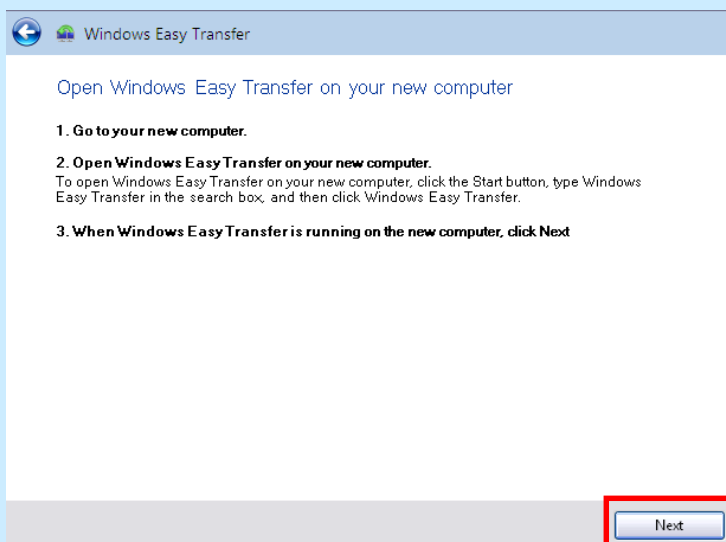 Windows Easy Transfer
Open Windows Easy Transfer on your new computer
1. Go to your new computer.
2. Open Windows Easy Transfer on your new computer.
To open Windows Easy Transfer on your new computer, click the Start button, type Windows
Easy Transfer in the search box, and then click Windows Easy Transfer.
3. When Windows Easy Transfer is running on the new computer, click Next
Next